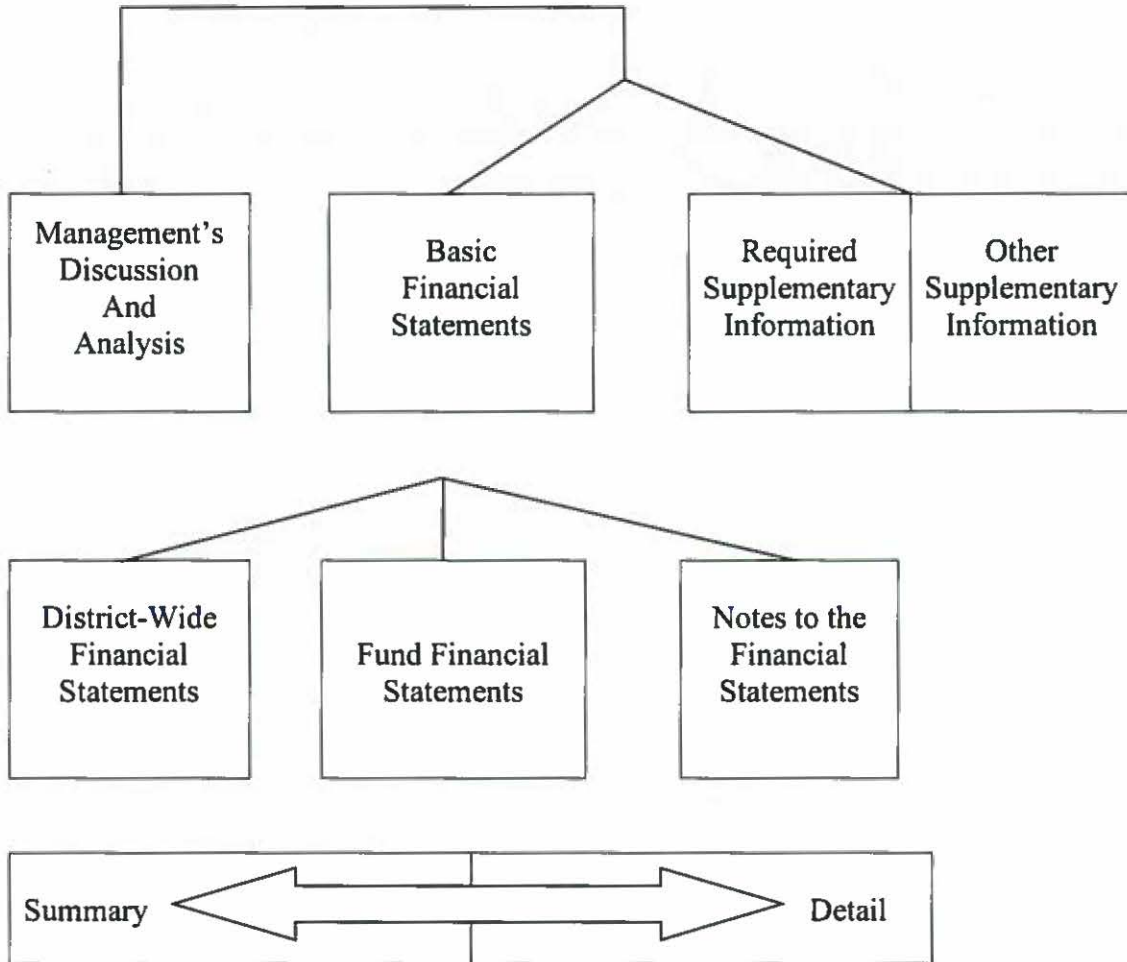 Management's
Discussion
And
Analysis
Basic
Financial
Statements
Required
Supplementary
Information
Other
Supplementary
Information
District-Wide
Financial
Statements
Fund Financial
Statements
Notes to the
Financial
Statements
Summary
Detail